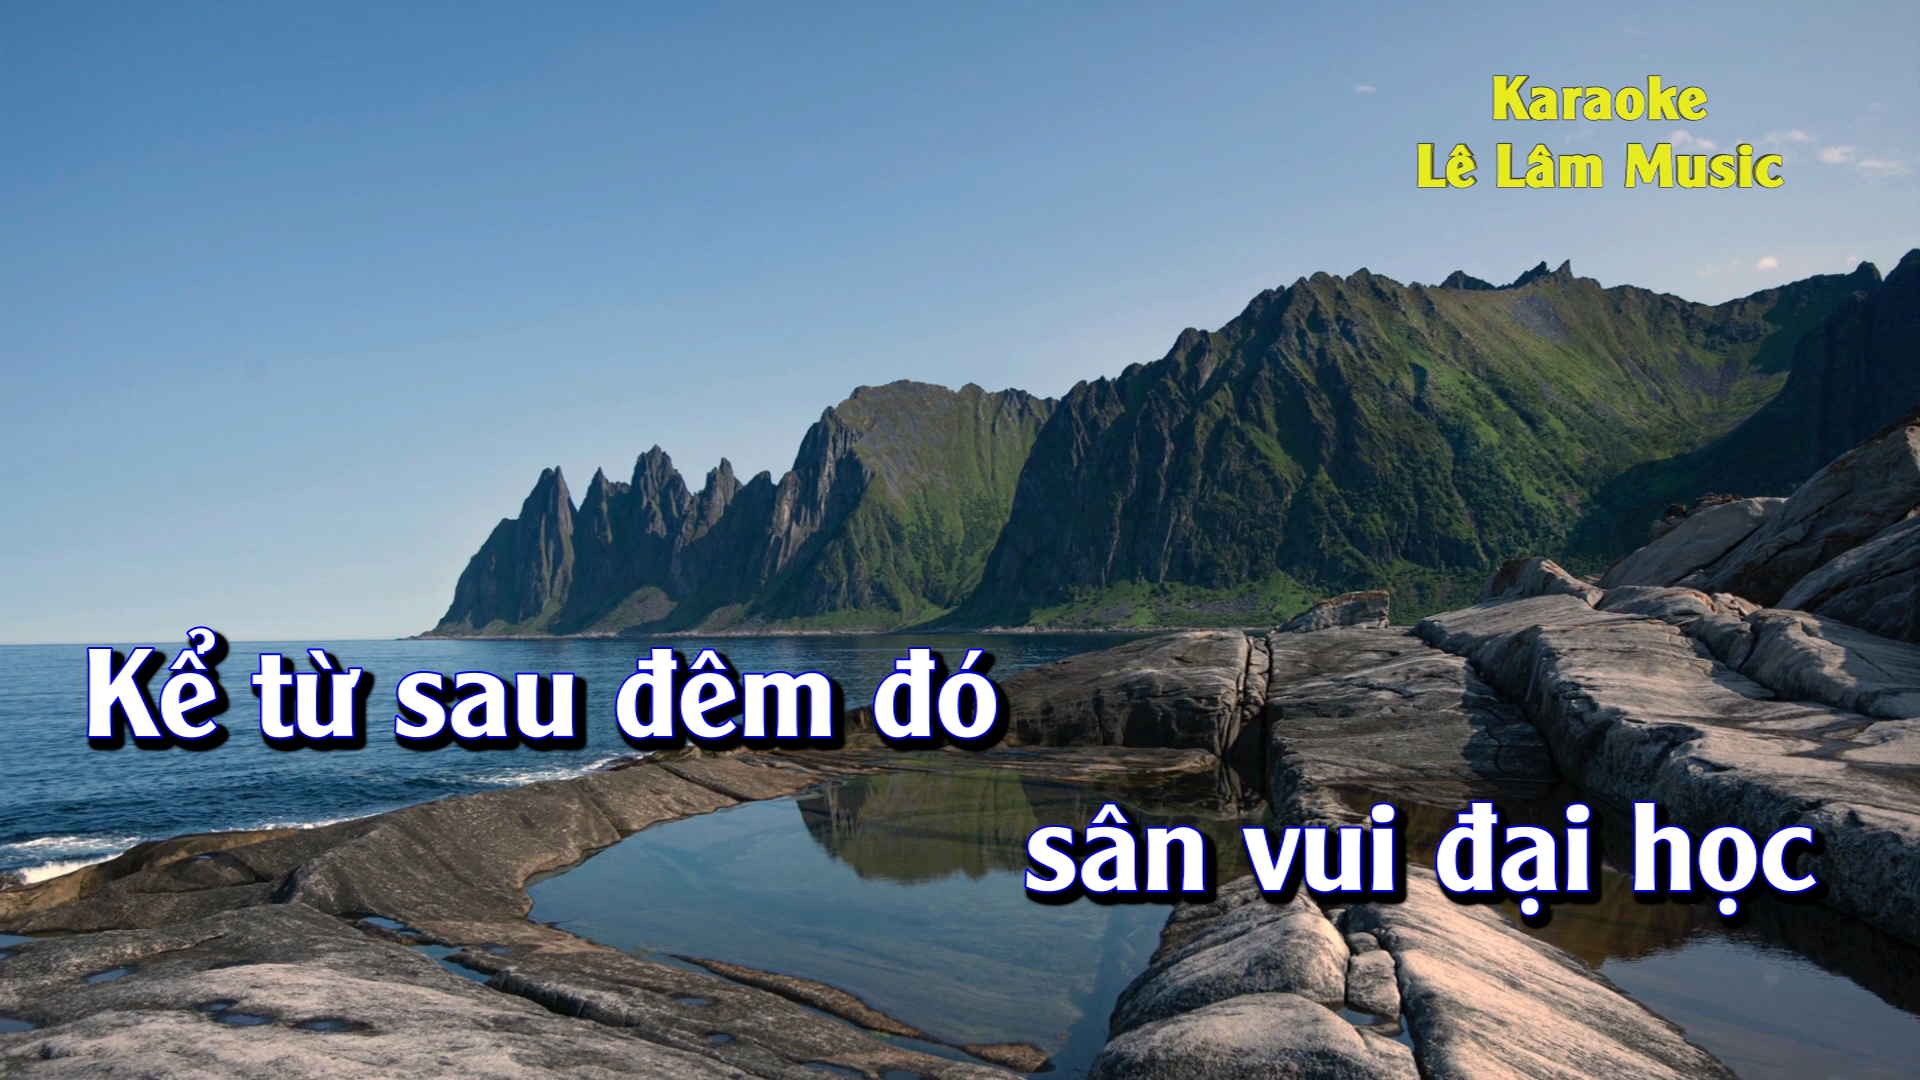 Karaoke
Lê Lâm Music
Kể từ sau đêm đó
sân vui đại học